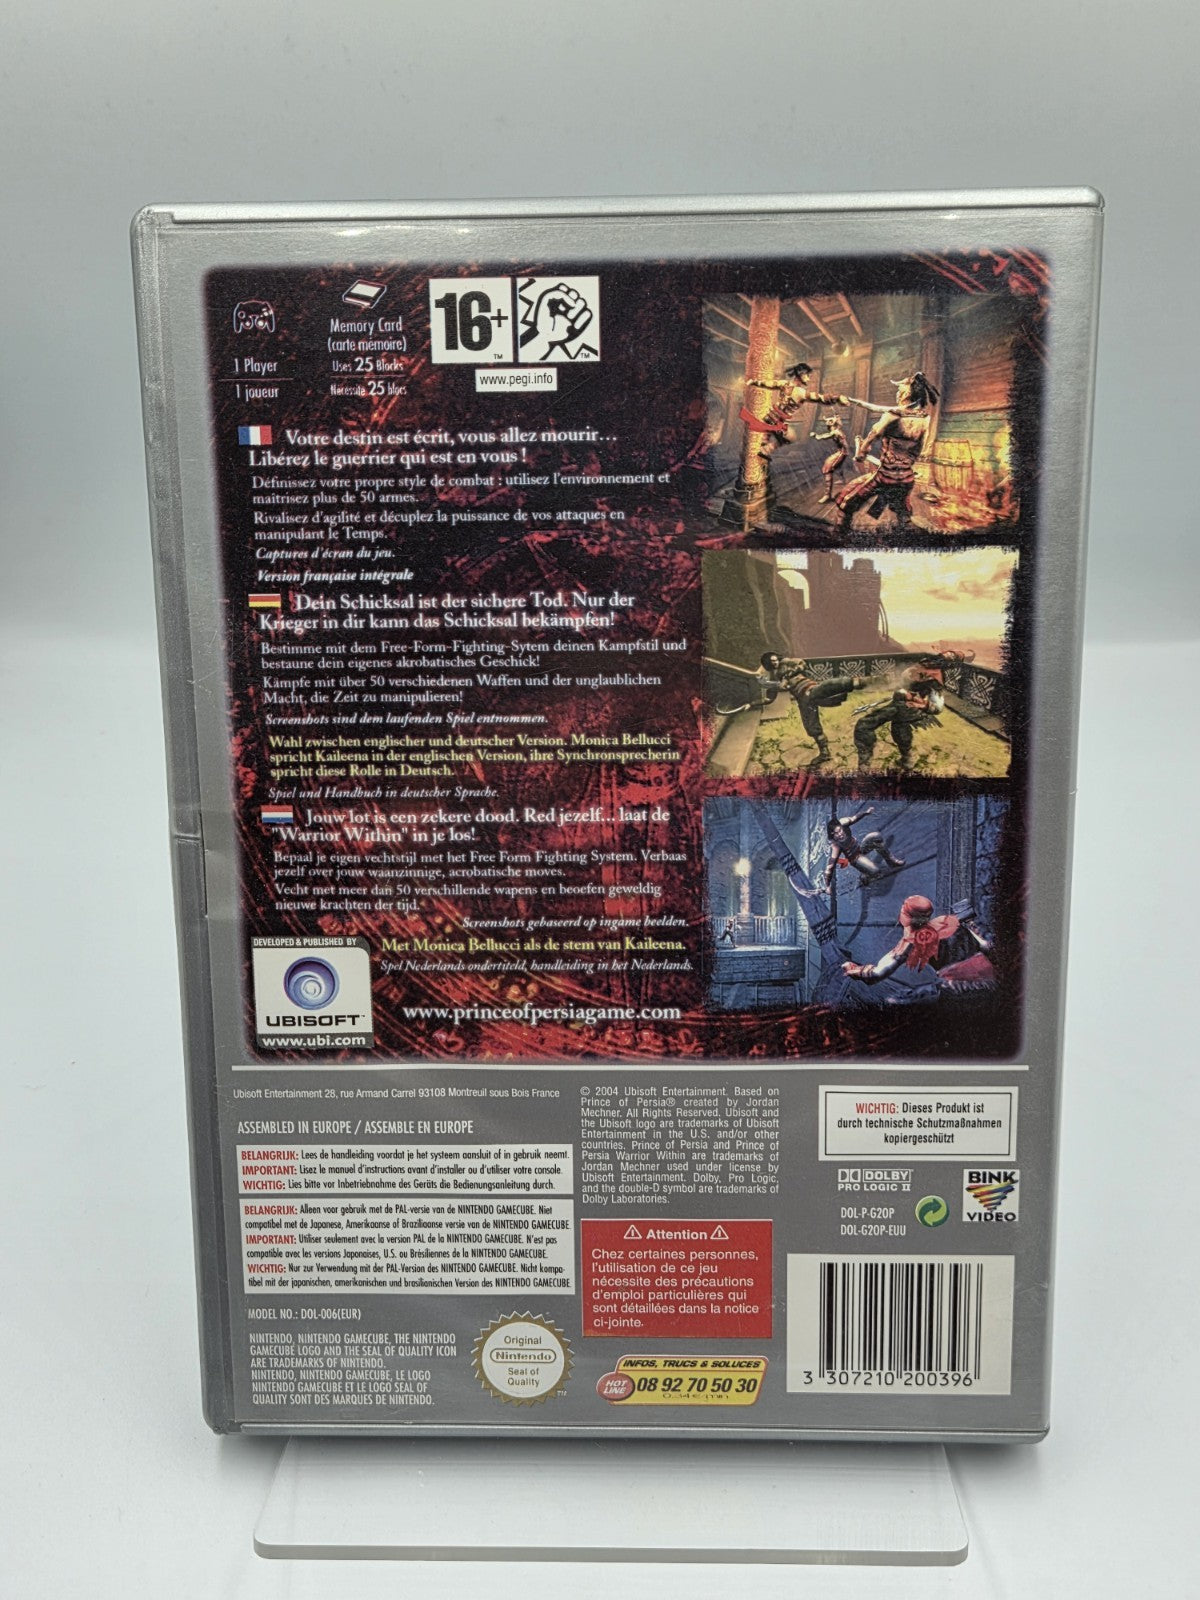 1 Player
1 joueur
Memory Card
(carte mémoire)
Uses 25 Blocks
Nécessite 25 blocs
16+
TM
TM
www.pegi.info
Votre destin est écrit, vous allez mourir...
Libérez le guerrier qui est en vous !
Définissez votre propre style de combat : utilisez l'environnement et
maitrisez plus de 50 armes.
Rivalisez d'agilité et décuplez la puissance de vos attaques en
manipulant le Temps.
Captures d'écran du jeu.
Version française intégrale
Dein Schicksal ist der sichere Tod. Nur der
Krieger in dir kann das Schicksal bekämpfen!
Bestimme mit dem Free-Form-Fighting-Sytem deinen Kampfstil und
bestaune dein eigenes akrobatisches Geschick!
Kämpfe mit über 50 verschiedenen Waffen und der unglaublichen
Macht, die Zeit zu manipulieren!
Screenshots sind dem laufenden Spiel entnommen.
Wahl zwischen englischer und deutscher Version. Monica Bellucci
spricht Kaileena in der englischen Version, ihre Synchronsprecherin
spricht diese Rolle in Deutsch.
Spiel und Handbuch in deutscher Sprache.
Jouw lot is een zekere dood. Red jezelf... laat de
"Warrior Within" in je los!
Bepaal je eigen vechtstijl met het Free Form Fighting System. Verbaas
jezelf over jouw waanzinnige, acrobatische moves.
Vecht met meer dan 50 verschillende wapens en beoefen geweldig
nieuwe krachten der tijd.
Screenshots gebaseerd op ingame beelden.
Met Monica Bellucci als de stem van Kaileena.
Spel Nederlands ondertiteld, handleiding in het Nederlands.
DEVELOPED & PUBLISHED BY
UBISOFT
www.ubi.com
www.princeofpersiagame.com
Ubisoft Entertainment 28, rue Armand Carrel 93108 Montreuil sous Bois France
ASSEMBLED IN EUROPE / ASSEMBLE EN EUROPE
BELANGRIJK: Lees de handleiding voordat je het systeem aansluit of in gebruik neemt.
IMPORTANT: Lisez le manuel d'instructions avant d'installer ou d'utiliser votre console.
WICHTIG: Lies bitte vor Inbetriebnahme des Geräts die Bedienungsanleitung durch.
BELANGRIJK: Alleen voor gebruik met de PAL-versie van de NINTENDO GAMECUBE. Niet
compatibel met de Japanese, Amerikaanse of Braziliaanse versie van de NINTENDO GAMECUBE.
IMPORTANT: Utiliser seulement avec la version PAL de la NINTENDO GAMECUBE. N'est pas
compatible avec les versions Japonaises, U.S. ou Brésiliennes de la NINTENDO GAMECUBE.
WICHTIG: Nur zur Verwendung mit der PAL-Version des NINTENDO GAMECUBE. Nicht kompa-
tibel mit der japanischen, amerikanischen und brasilianischen Version des NINTENDO GAMECUBE.
MODEL NO.: DOL-006(EUR)
NINTENDO, NINTENDO GAMECUBE, THE NINTENDO
GAMECUBE LOGO AND THE SEAL OF QUALITY ICON
ARE TRADEMARKS OF NINTENDO.
NINTENDO, NINTENDO GAMECUBE, LE LOGO
NINTENDO GAMECUBE ET LE LOGO SEAL OF
QUALITY SONT DES MARQUES DE NINTENDO.
Original
Nintendo
Seal of
Quality
TM
© 2004 Ubisoft Entertainment. Based on
Prince of Persia® created by Jordan
Mechner. All Rights Reserved. Ubisoft and
the Ubisoft logo are trademarks of Ubisoft
Entertainment in the U.S. and/or other
countries. Prince of Persia and Prince of
Persia Warrior Within are trademarks of
Jordan Mechner used under license by
Ubisoft Entertainment. Dolby, Pro Logic,
and the double-D symbol are trademarks of
Dolby Laboratories.
Attention
Chez certaines personnes,
l'utilisation de ce jeu
nécessite des précautions
d'emploi particulières qui
sont détaillées dans la notice
ci-jointe.
INFOS, TRUCS & SOLUCES
HOT LINE
08 92 70 50 30
0.34€/min
WICHTIG: Dieses Produkt ist
durch technische Schutzmaßnahmen
kopiergeschützt
DOLBY
PRO LOGIC II
DOL-P-G2OP
DOL-G2OP-EUU
BINK
VIDEO
3 307210 200396